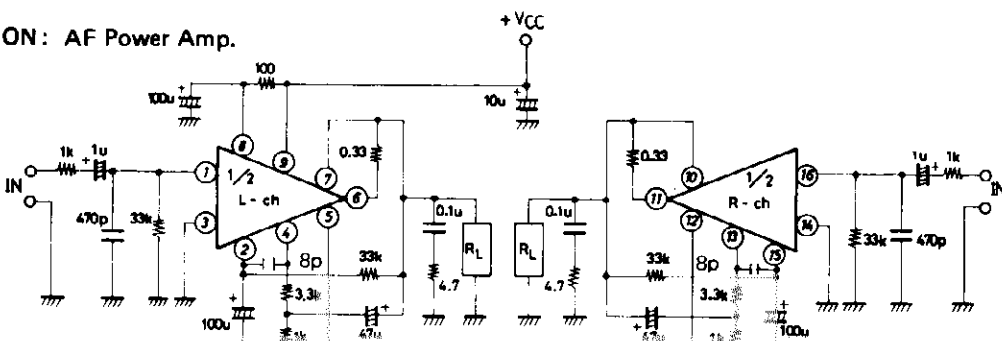 + VCC
ON: AF Power Amp.
100
100u
+
10u
+
8
9
7
0.33
0.33
10
1k
+
1u
1
1/2
1/2
16
1u
+
1k
IN
L - ch
6
11
R - ch
IN
470p
33k
3
5
0.1u
RL
RL
0.1u
12
13
14
33k
470p
2
4
15
8p
33k
4.7
4.7
33k
8p
3.3k
3.3k
+
100u
47u
+
+
100u
1k